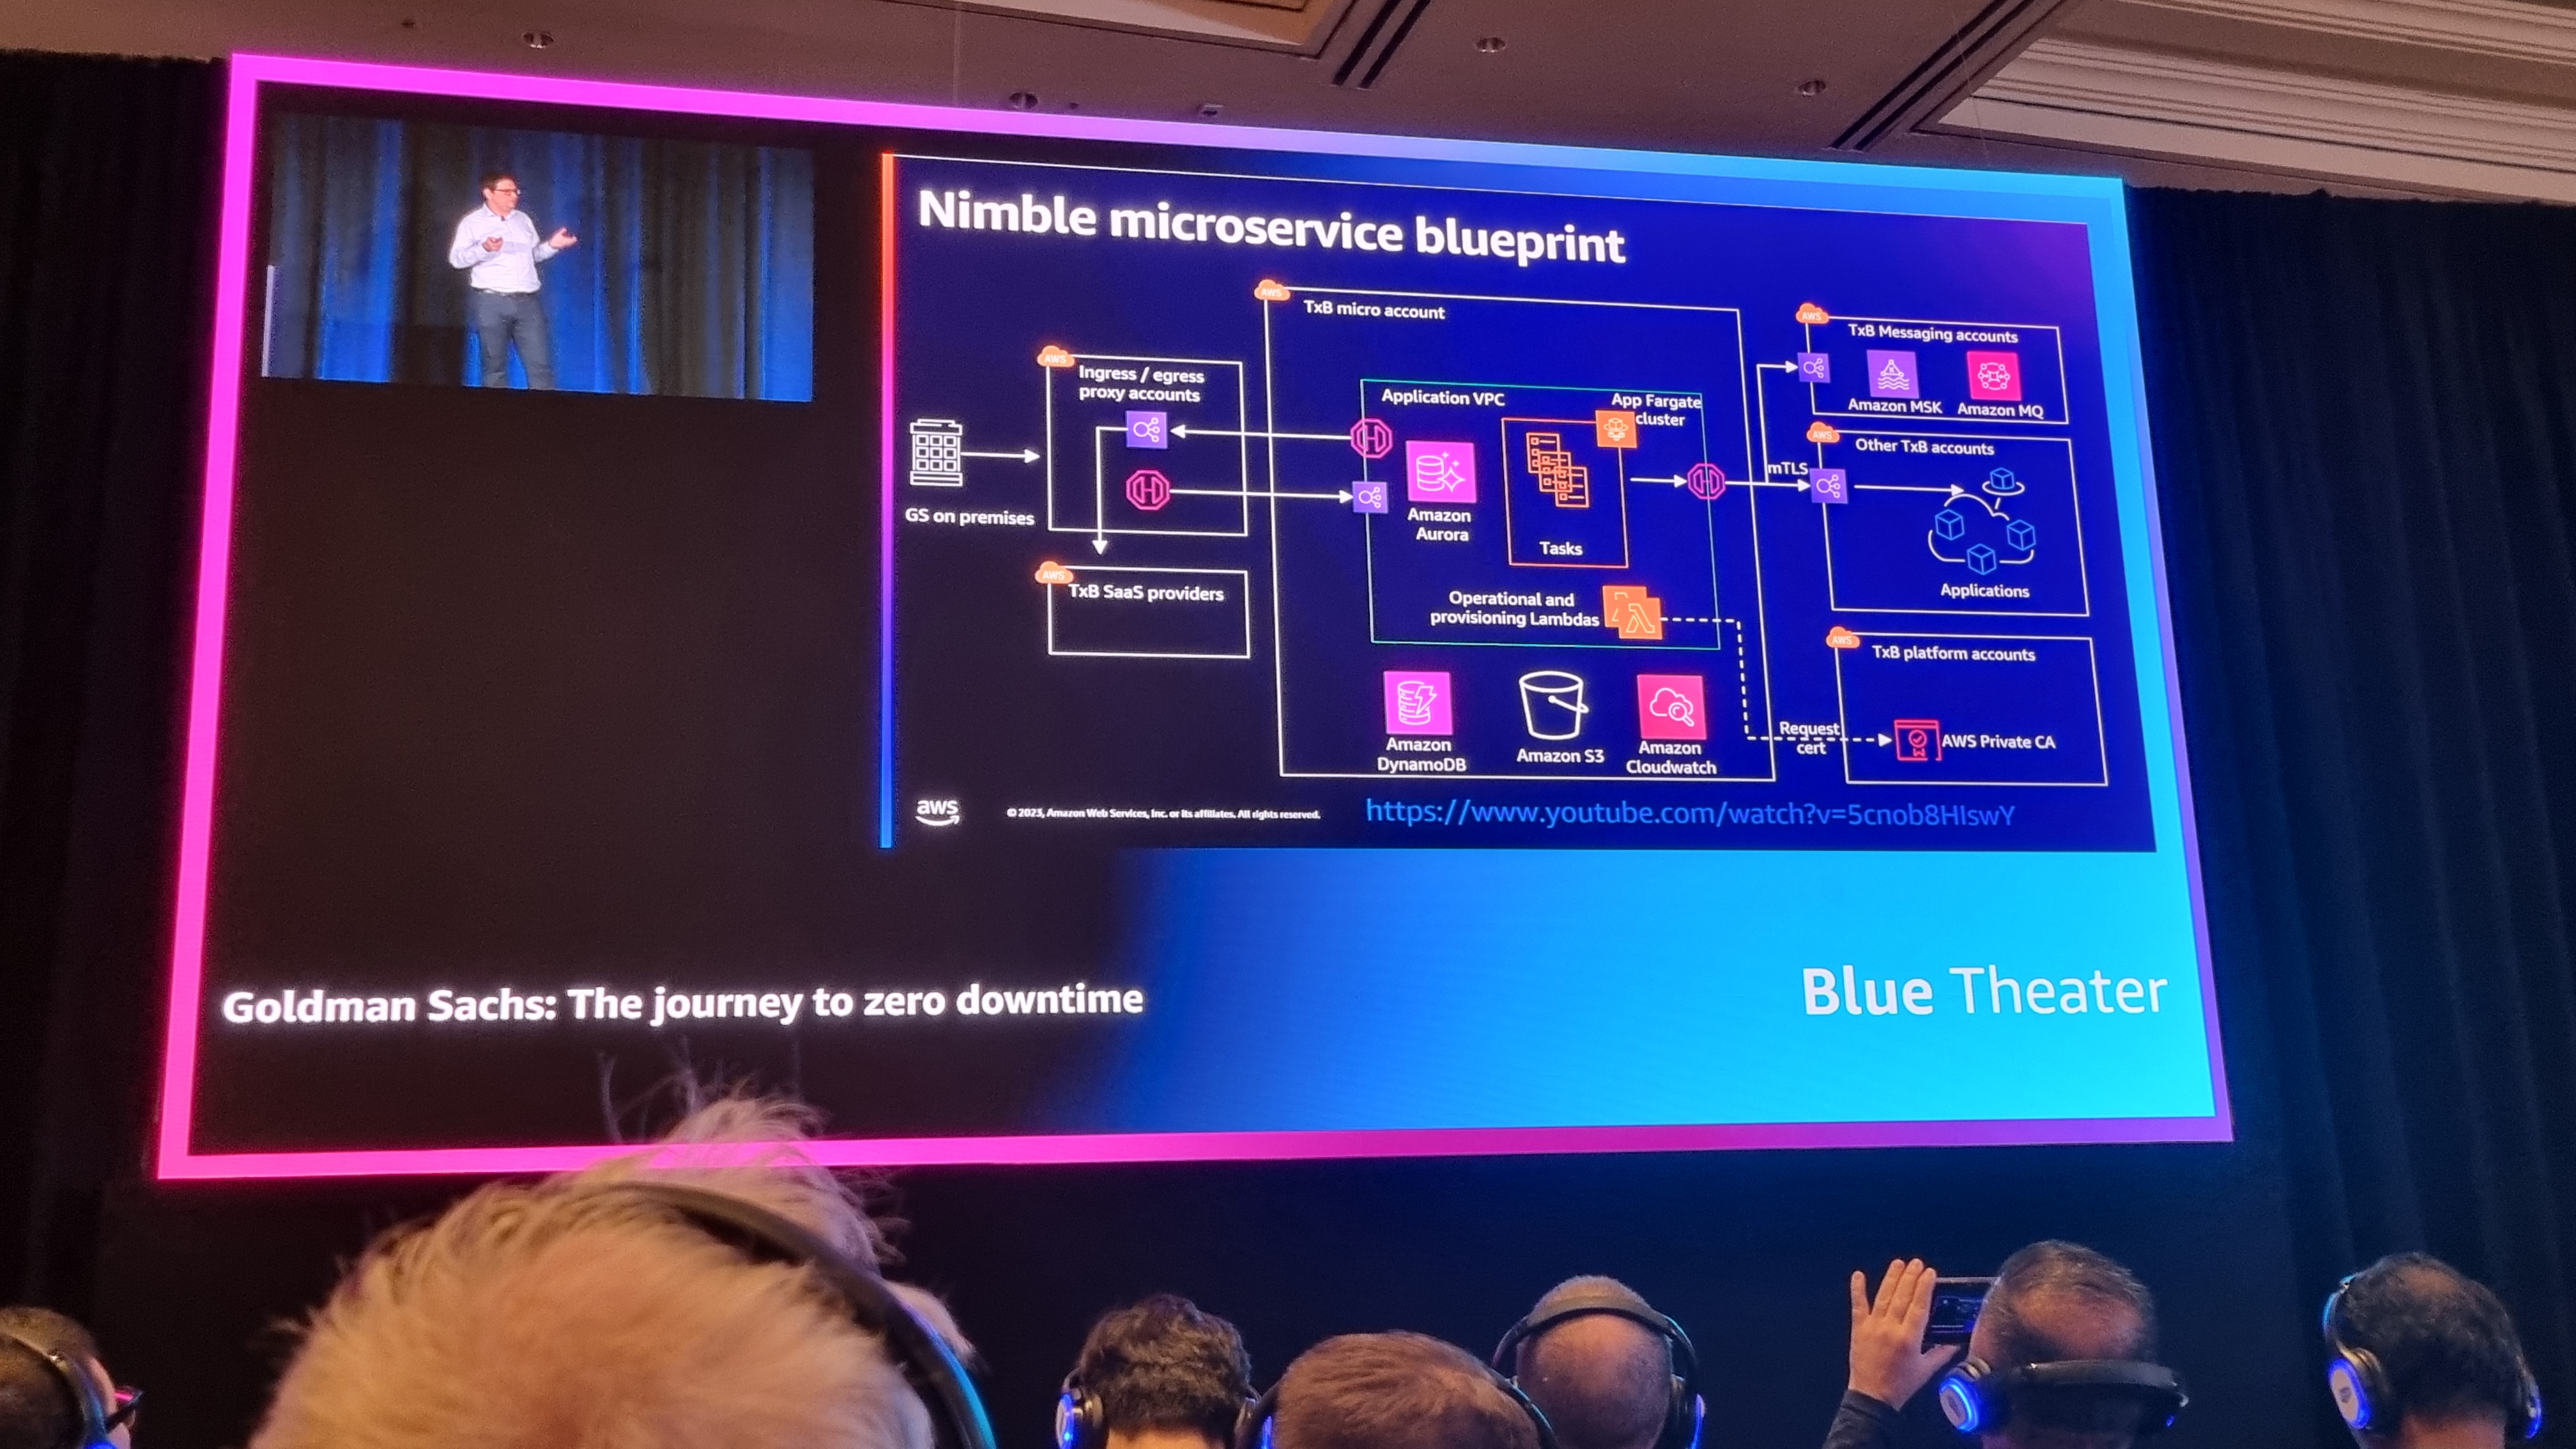 Nimble microservice blueprint
AWS
TxB micro account
AWS
Ingress / egress
proxy accounts
GS on premises
AWS
TxB SaaS providers
Application VPC
App Fargate
cluster
Amazon
Aurora
Tasks
Operational and
provisioning Lambdas
Amazon
DynamoDB
Amazon S3
Amazon
Cloudwatch
AWS
TxB Messaging accounts
Amazon MSK
Amazon MQ
mTLS
AWS
Other TxB accounts
Applications
AWS
TxB platform accounts
Request
cert
AWS Private CA
aws
© 2023, Amazon Web Services, Inc. or its affiliates. All rights reserved.
https://www.youtube.com/watch?v=5cnob8HIswY
Goldman Sachs: The journey to zero downtime
Blue Theater